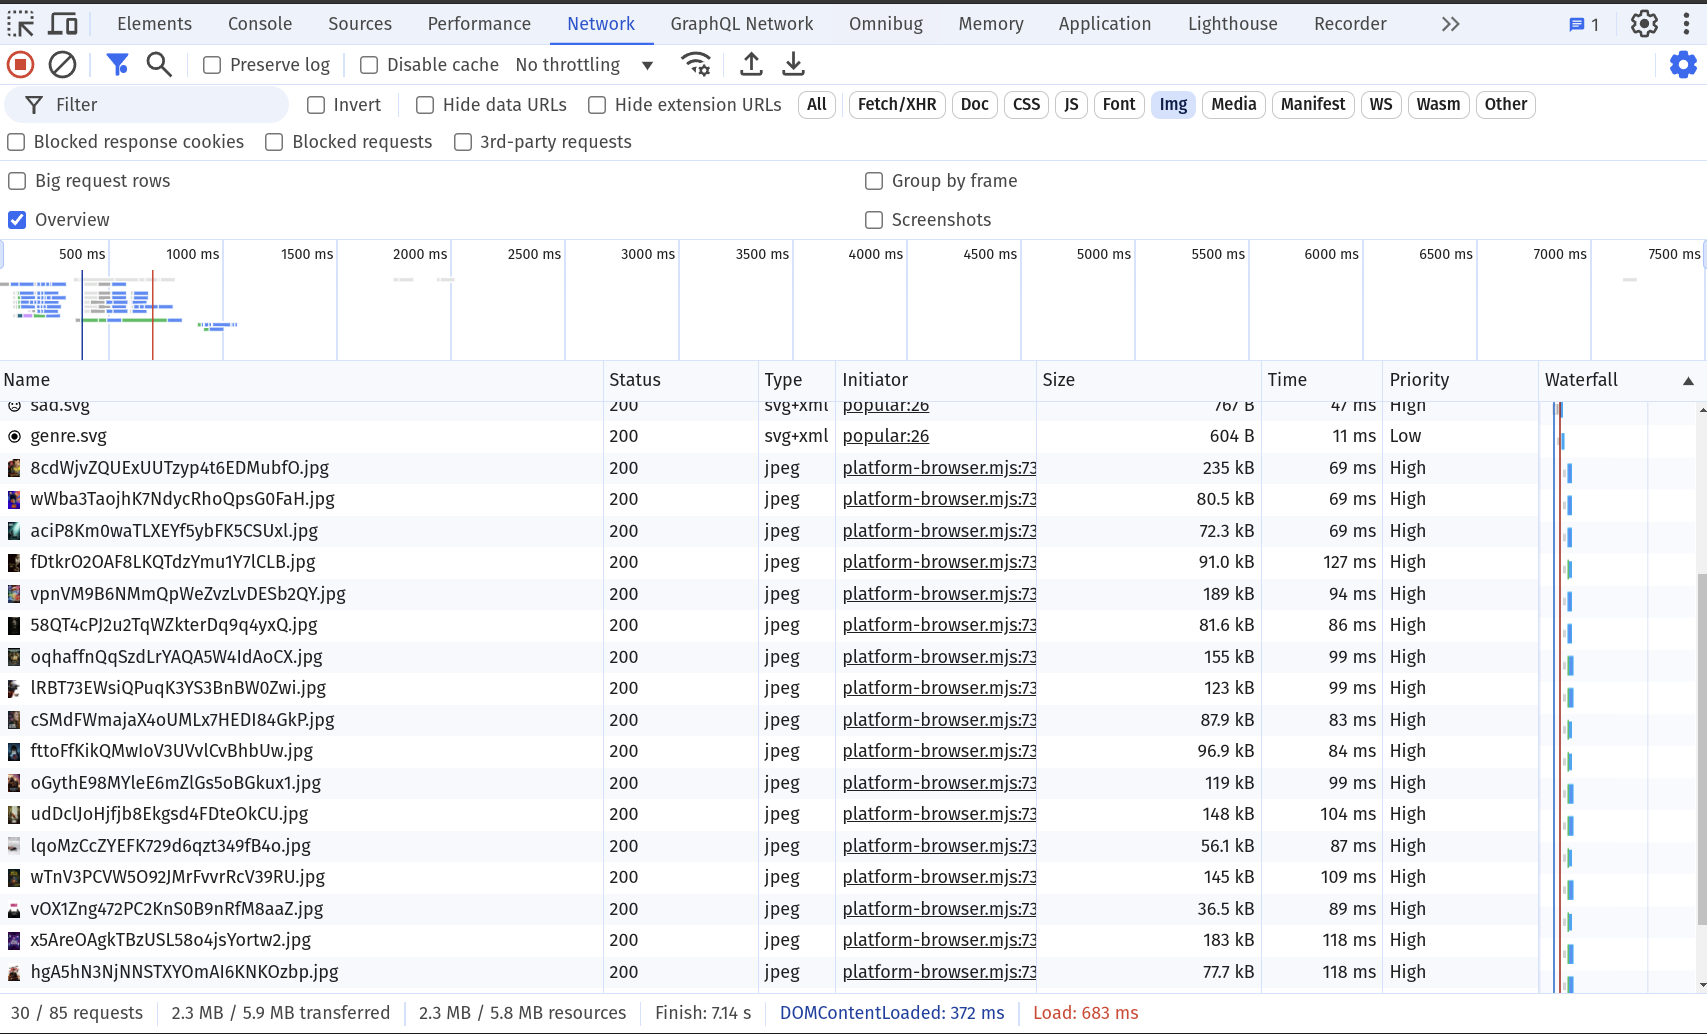 Elements Console Sources Performance Network GraphQL Network Omnibug Memory Application Lighthouse Recorder 1
Preserve log Disable cache No throttling
Filter Invert Hide data URLs Hide extension URLs All Fetch/XHR Doc CSS JS Font Img Media Manifest WS Wasm Other
Blocked response cookies Blocked requests 3rd-party requests
Big request rows Group by frame
Overview Screenshots
500 ms 1000 ms 1500 ms 2000 ms 2500 ms 3000 ms 3500 ms 4000 ms 4500 ms 5000 ms 5500 ms 6000 ms 6500 ms 7000 ms 7500 ms
Name Status Type Initiator Size Time Priority Waterfall
sad.svg 200 svg+xml popular:26 767 B 47 ms High
genre.svg 200 svg+xml popular:26 604 B 11 ms Low
8cdWjvZQUExUUTzyp4t6EDMubfO.jpg 200 jpeg platform-browser.mjs:73 235 kB 69 ms High
wWba3TaojhK7NdycRhoQpsG0FaH.jpg 200 jpeg platform-browser.mjs:73 80.5 kB 69 ms High
aciP8Km0waTLXEYf5ybFK5CSUxl.jpg 200 jpeg platform-browser.mjs:73 72.3 kB 69 ms High
fDtkrO2OAF8LKQTdzYmu1Y7lCLB.jpg 200 jpeg platform-browser.mjs:73 91.0 kB 127 ms High
vpnVM9B6NMmQpWeZvzLvDESb2QY.jpg 200 jpeg platform-browser.mjs:73 189 kB 94 ms High
58QT4cPJ2u2TqWZkterDq9q4yxQ.jpg 200 jpeg platform-browser.mjs:73 81.6 kB 86 ms High
oqhaffnQqSzdLrYAQA5W4IdAoCX.jpg 200 jpeg platform-browser.mjs:73 155 kB 99 ms High
lRBT73EWsiQPuqK3YS3BnBW0Zwi.jpg 200 jpeg platform-browser.mjs:73 123 kB 99 ms High
cSMdFWmajaX4oUMLx7HEDI84GkP.jpg 200 jpeg platform-browser.mjs:73 87.9 kB 83 ms High
fttoFfKikQMwIoV3UVvlCvBhbUw.jpg 200 jpeg platform-browser.mjs:73 96.9 kB 84 ms High
oGythE98MYleE6mZlGs5oBGkux1.jpg 200 jpeg platform-browser.mjs:73 119 kB 99 ms High
udDclJoHjfjb8Ekgsd4FDteOkCU.jpg 200 jpeg platform-browser.mjs:73 148 kB 104 ms High
lqoMzCcZYEFK729d6qzt349fB4o.jpg 200 jpeg platform-browser.mjs:73 56.1 kB 87 ms High
wTnV3PCVW5O92JMrFvvrRcV39RU.jpg 200 jpeg platform-browser.mjs:73 145 kB 109 ms High
vOX1Zng472PC2KnS0B9nRfM8aaZ.jpg 200 jpeg platform-browser.mjs:73 36.5 kB 89 ms High
x5AreOAgkTBzUSL58o4jsYortw2.jpg 200 jpeg platform-browser.mjs:73 183 kB 118 ms High
hgA5hN3NjNNSTXYOmAI6KNKOzbp.jpg 200 jpeg platform-browser.mjs:73 77.7 kB 118 ms High
30 / 85 requests 2.3 MB / 5.9 MB transferred 2.3 MB / 5.8 MB resources Finish: 7.14 s DOMContentLoaded: 372 ms Load: 683 ms